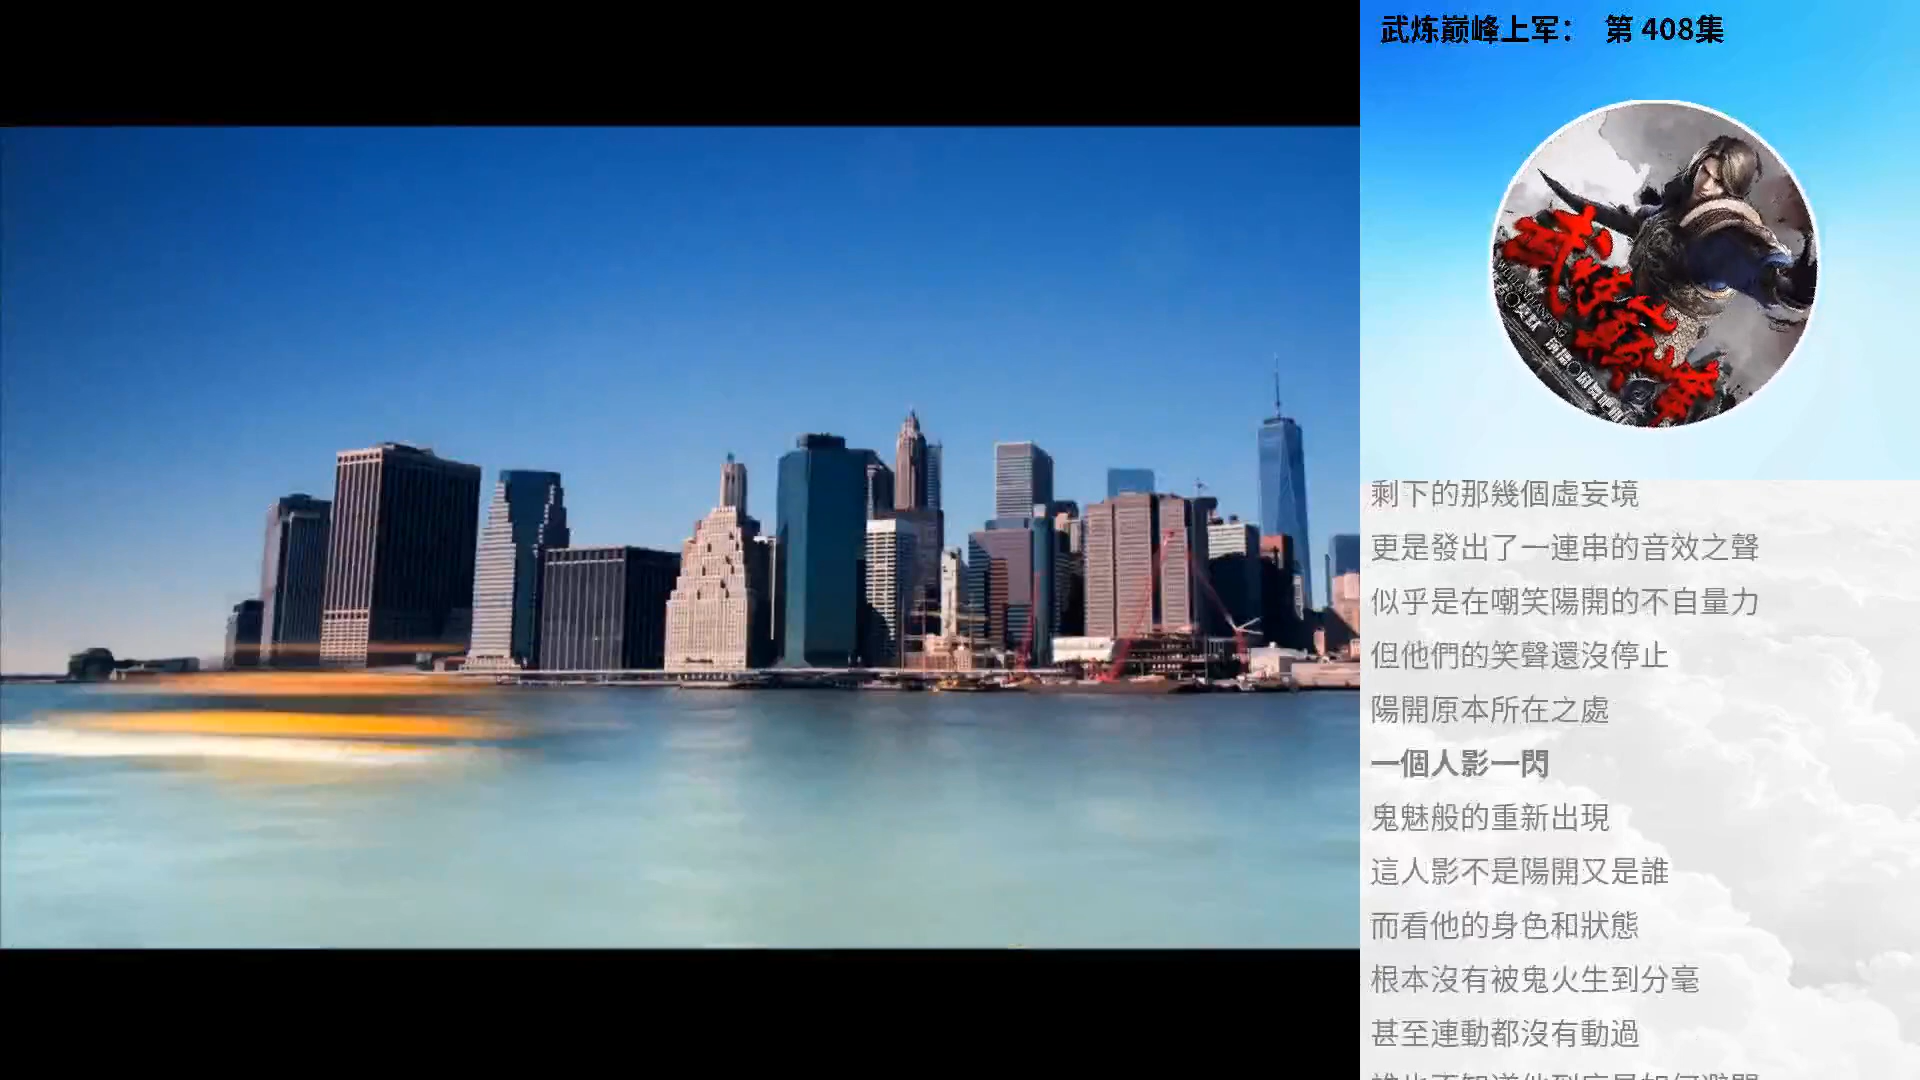 武炼巅峰上军： 第 408集
剩下的那幾個虛妄境
更是發出了一連串的音效之聲
似乎是在嘲笑陽開的不自量力
但他們的笑聲還沒停止
陽開原本所在之處
一個人影一閃
鬼魅般的重新出現
這人影不是陽開又是誰
而看他的身色和狀態
根本沒有被鬼火生到分毫
甚至連動都沒有動過